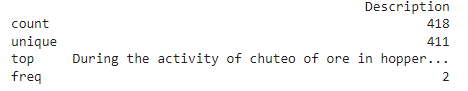 Description
count 418
unique 411
top During the activity of chuteo of ore in hopper...
freq 2